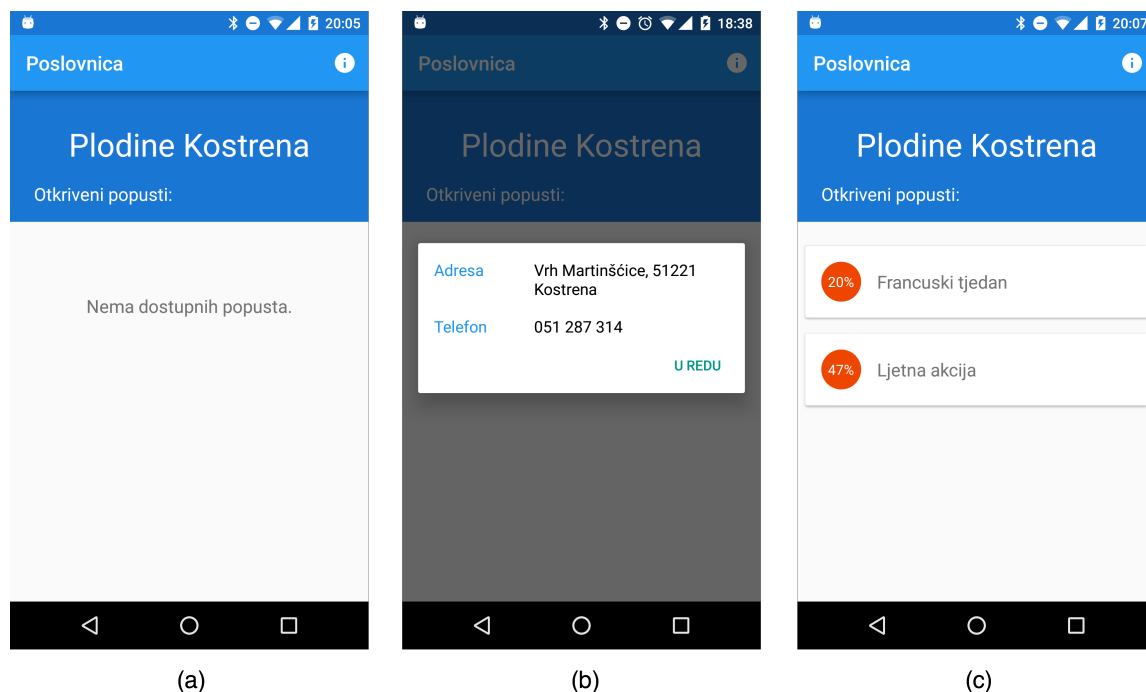 20:05
Poslovnica
Plodine Kostrena
Otkriveni popusti:
Nema dostupnih popusta.
(a)
18:38
Poslovnica
Plodine Kostrena
Otkriveni popusti:
Adresa Vrh Martinšćice, 51221
Kostrena
Telefon 051 287 314
U REDU
(b)
20:07
Poslovnica
Plodine Kostrena
Otkriveni popusti:
20% Francuski tjedan
47% Ljetna akcija
(c)